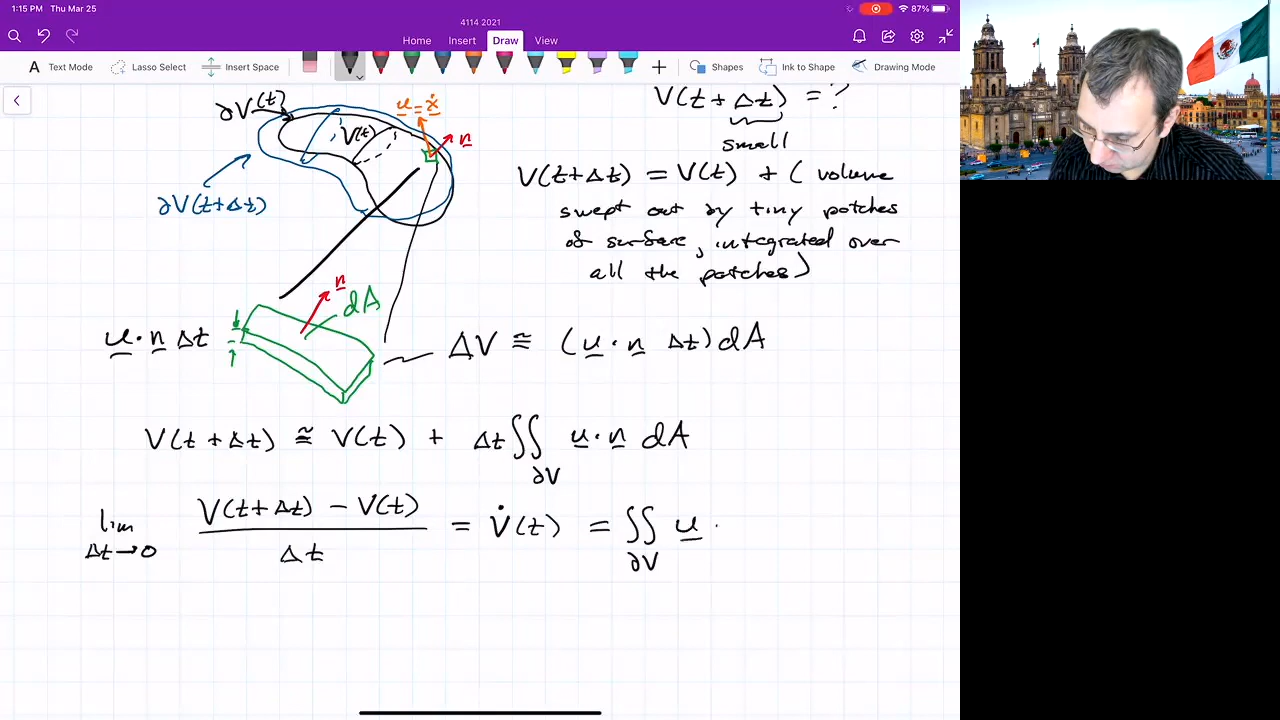 1:15 PM Thu Mar 25
87%
4114 2021
Home Insert Draw View
A Text Mode Lasso Select Insert Space Shapes Ink to Shape Drawing Mode
∂V(t)
V(t)
u = ẋ
n
∂V(t+Δt)
V(t + Δt) = ?
small
V(t+Δt) = V(t) + ( volume
swept out by tiny patches
of surface, integrated over
all the patches)
n
dA
u · n Δt
ΔV ≅ (u · n Δt) dA
V(t + Δt) ≅ V(t) + Δt ∬ u · n dA
∂V
lim Δt→0 V(t+Δt) − V(t) / Δt = V̇(t) = ∬ u ·
∂V